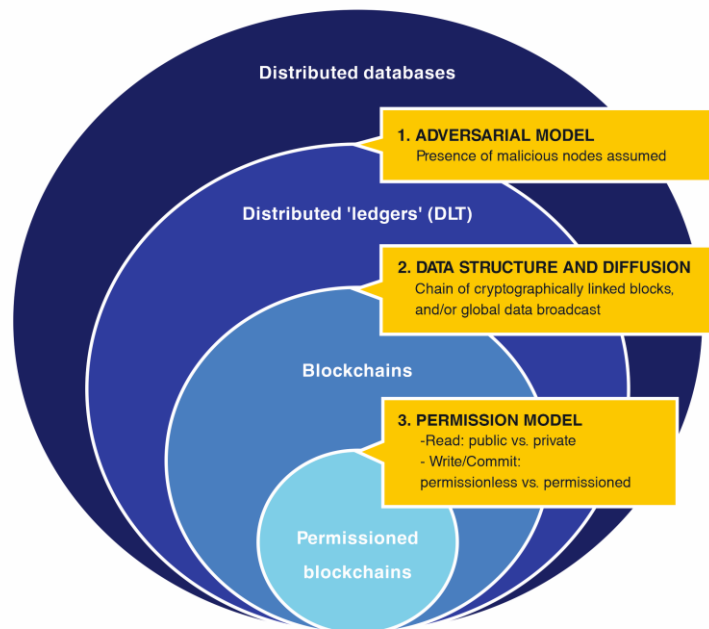 Distributed databases
1. ADVERSARIAL MODEL
Presence of malicious nodes assumed
Distributed 'ledgers' (DLT)
2. DATA STRUCTURE AND DIFFUSION
Chain of cryptographically linked blocks,
and/or global data broadcast
Blockchains
3. PERMISSION MODEL
-Read: public vs. private
- Write/Commit:
permissionless vs. permissioned
Permissioned
blockchains